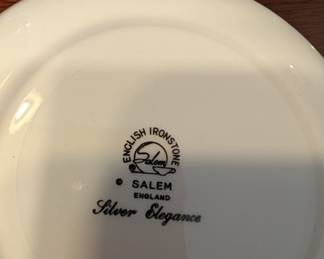 ENGLISH IRONSTONE
Salem
© SALEM
ENGLAND
Silver Elegance